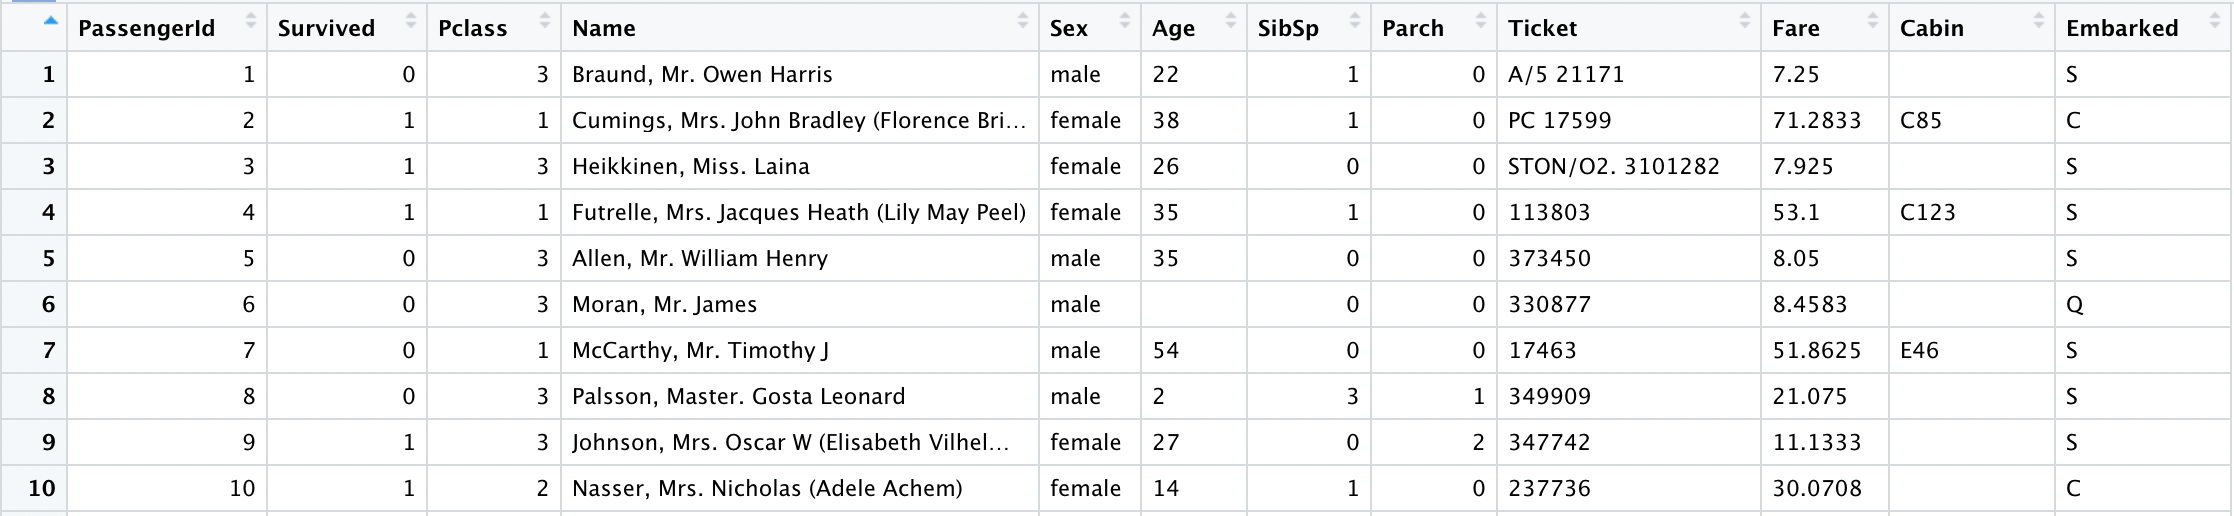 PassengerId Survived Pclass Name Sex Age SibSp Parch Ticket Fare Cabin Embarked
1 1 0 3 Braund, Mr. Owen Harris male 22 1 0 A/5 21171 7.25 S
2 2 1 1 Cumings, Mrs. John Bradley (Florence Bri... female 38 1 0 PC 17599 71.2833 C85 C
3 3 1 3 Heikkinen, Miss. Laina female 26 0 0 STON/O2. 3101282 7.925 S
4 4 1 1 Futrelle, Mrs. Jacques Heath (Lily May Peel) female 35 1 0 113803 53.1 C123 S
5 5 0 3 Allen, Mr. William Henry male 35 0 0 373450 8.05 S
6 6 0 3 Moran, Mr. James male 0 0 330877 8.4583 Q
7 7 0 1 McCarthy, Mr. Timothy J male 54 0 0 17463 51.8625 E46 S
8 8 0 3 Palsson, Master. Gosta Leonard male 2 3 1 349909 21.075 S
9 9 1 3 Johnson, Mrs. Oscar W (Elisabeth Vilhel... female 27 0 2 347742 11.1333 S
10 10 1 2 Nasser, Mrs. Nicholas (Adele Achem) female 14 1 0 237736 30.0708 C